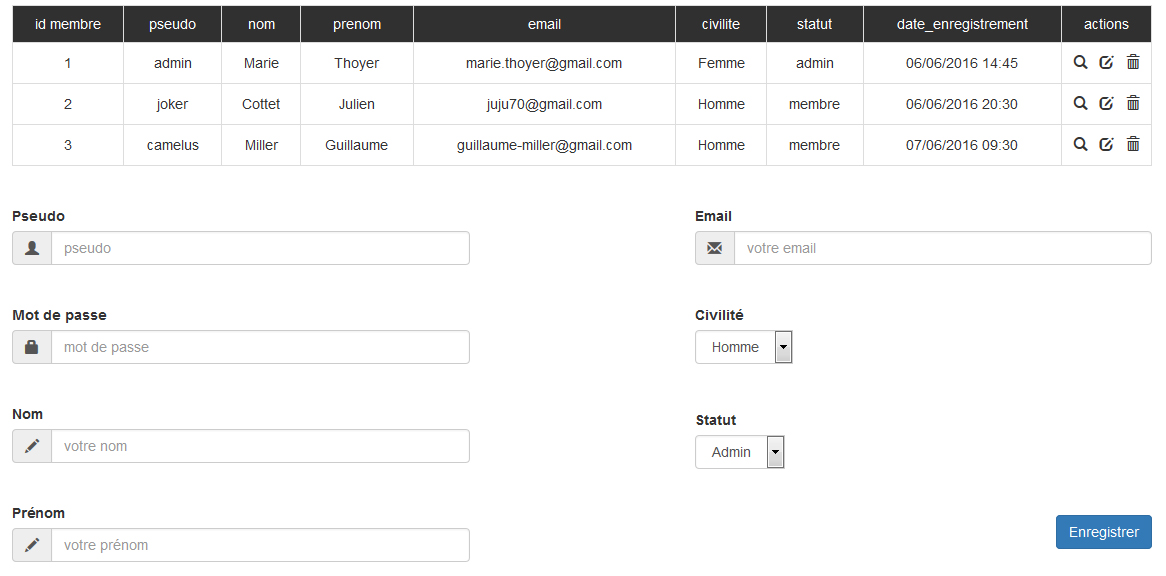 id membre pseudo nom prenom email civilite statut date_enregistrement actions
1 admin Marie Thoyer marie.thoyer@gmail.com Femme admin 06/06/2016 14:45
2 joker Cottet Julien juju70@gmail.com Homme membre 06/06/2016 20:30
3 camelus Miller Guillaume guillaume-miller@gmail.com Homme membre 07/06/2016 09:30
Pseudo
pseudo
Mot de passe
mot de passe
Nom
votre nom
Prénom
votre prénom
Email
votre email
Civilité
Homme
Statut
Admin
Enregistrer